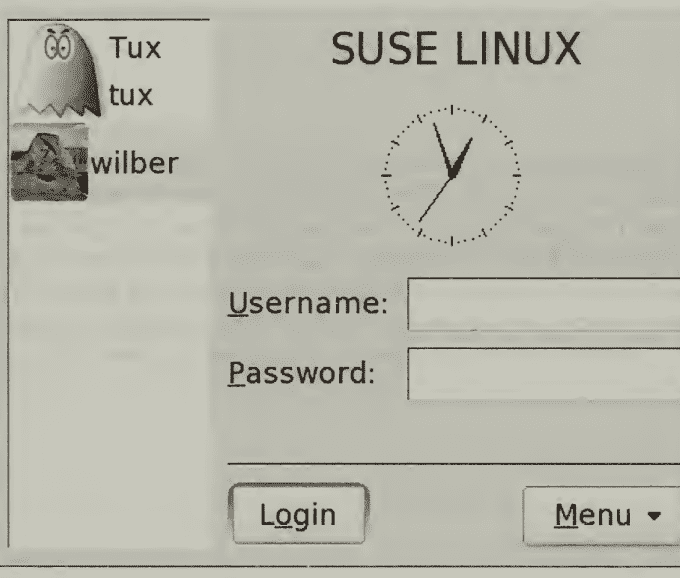 Tux
tux
wilber
SUSE LINUX
Username:
Password:
Login
Menu